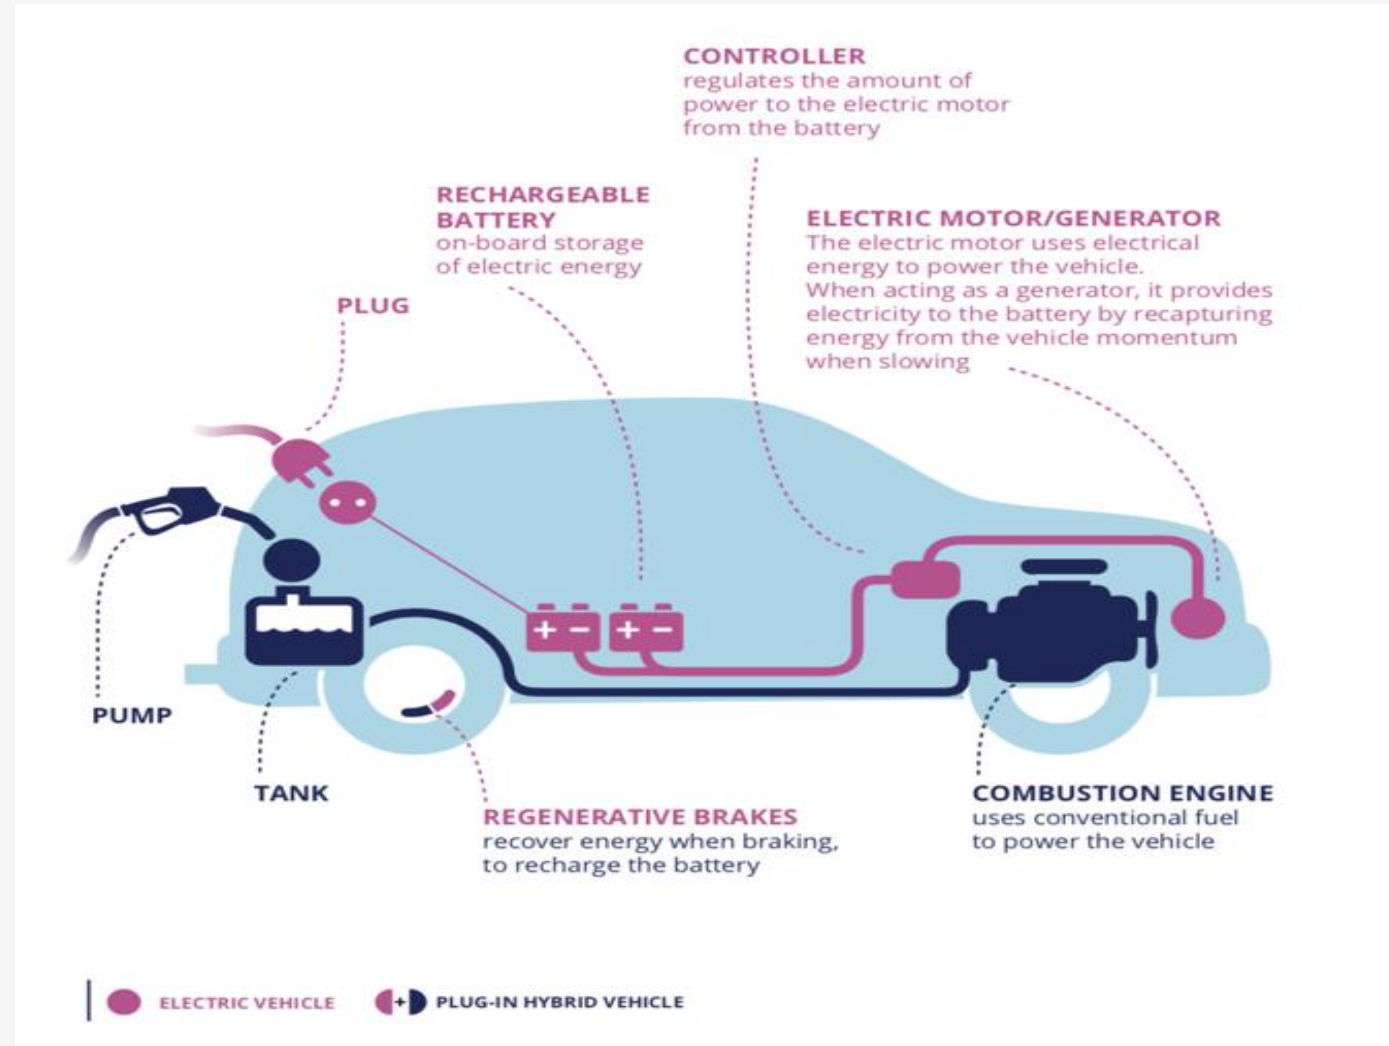 CONTROLLER
regulates the amount of
power to the electric motor
from the battery
RECHARGEABLE
BATTERY
on-board storage
of electric energy
ELECTRIC MOTOR/GENERATOR
The electric motor uses electrical
energy to power the vehicle.
When acting as a generator, it provides
electricity to the battery by recapturing
energy from the vehicle momentum
when slowing
PLUG
+ − + −
PUMP
TANK
REGENERATIVE BRAKES
recover energy when braking,
to recharge the battery
COMBUSTION ENGINE
uses conventional fuel
to power the vehicle
ELECTRIC VEHICLE
+ PLUG-IN HYBRID VEHICLE